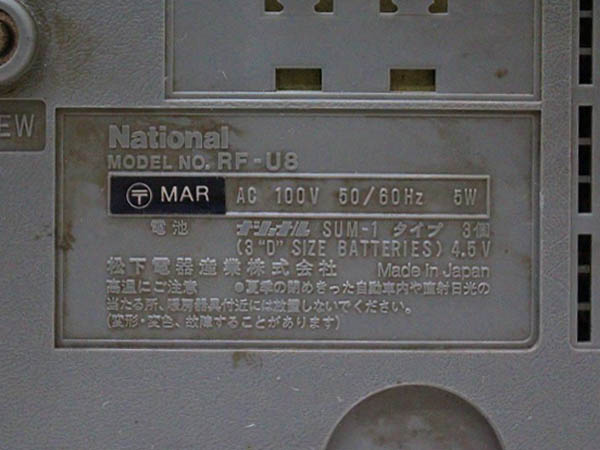 EW
National
MODEL NO. RF-U8
〒 MAR AC 100V 50/60Hz 5W
電池 ナショナル SUM-1 タイプ 3個
(3 "D" SIZE BATTERIES) 4.5V
松下電器産業株式会社 Made in Japan
高温にご注意 ●夏季の閉めきった自動車内や直射日光の
当たる所、暖房器具付近には放置しないでください。
(変形・変色、故障することがあります)